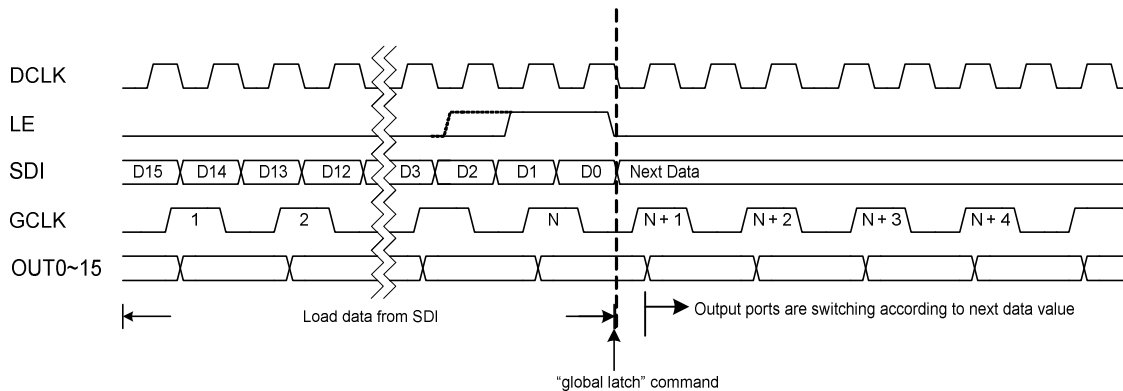 DCLK
LE
SDI D15 D14 D13 D12 D3 D2 D1 D0 Next Data
GCLK 1 2 N N + 1 N + 2 N + 3 N + 4
OUT0~15
Load data from SDI
Output ports are switching according to next data value
“global latch” command